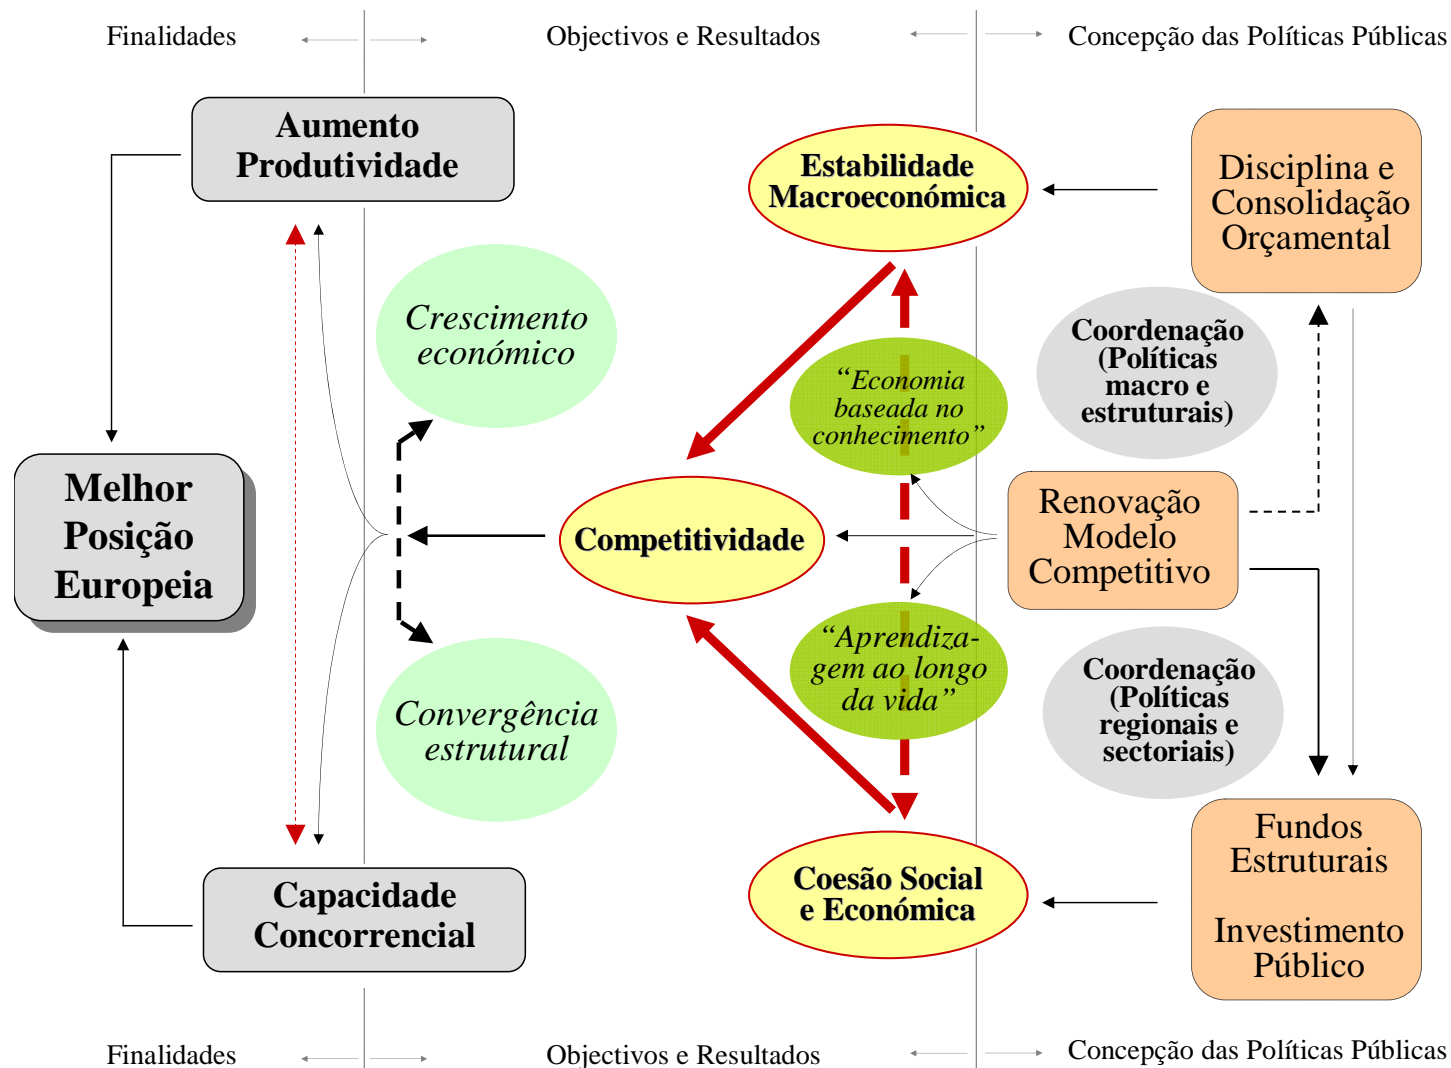 Finalidades
Objectivos e Resultados
Concepção das Políticas Públicas
Aumento
Produtividade
Estabilidade
Macroeconómica
Disciplina e
Consolidação
Orçamental
Crescimento
económico
“Economia
baseada no
conhecimento”
Coordenação
(Políticas
macro e
estruturais)
Melhor
Posição
Europeia
Competitividade
Renovação
Modelo
Competitivo
Convergência
estrutural
“Aprendiza-
gem ao longo
da vida”
Coordenação
(Políticas
regionais e
sectoriais)
Capacidade
Concorrencial
Coesão Social
e Económica
Fundos
Estruturais
Investimento
Público
Finalidades
Objectivos e Resultados
Concepção das Políticas Públicas